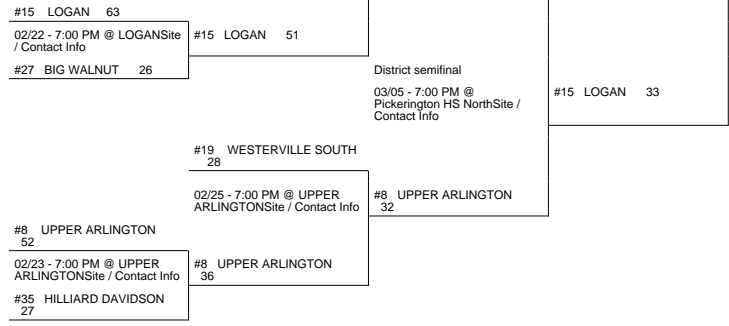 #15 LOGAN 63
02/22 - 7:00 PM @ LOGANSite
/ Contact Info
#27 BIG WALNUT 26
#15 LOGAN 51
District semifinal
03/05 - 7:00 PM @
Pickerington HS NorthSite /
Contact Info
#15 LOGAN 33
#19 WESTERVILLE SOUTH
28
02/25 - 7:00 PM @ UPPER
ARLINGTONSite / Contact Info
#8 UPPER ARLINGTON
32
#8 UPPER ARLINGTON
52
02/23 - 7:00 PM @ UPPER
ARLINGTONSite / Contact Info
#35 HILLIARD DAVIDSON
27
#8 UPPER ARLINGTON
36